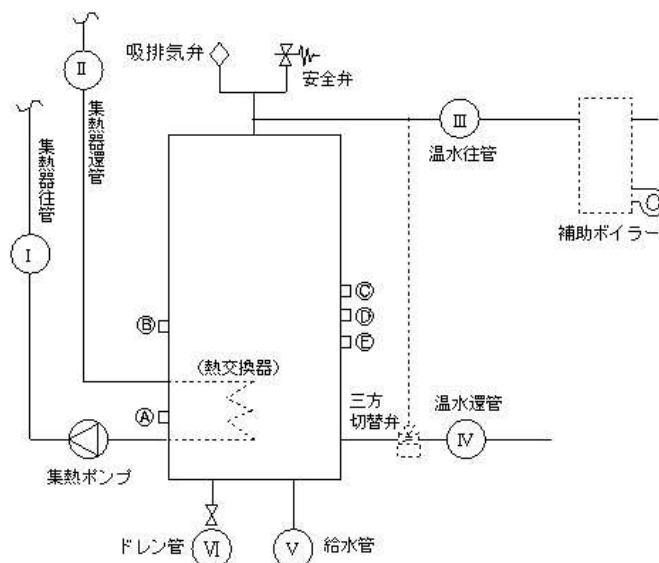 吸排気弁
安全弁
Ⅱ
集熱器還管
集熱器往管
Ⅰ
Ⅲ
温水往管
補助ボイラー
Ⓒ
Ⓓ
Ⓔ
Ⓑ
(熱交換器)
Ⓐ
三方
切替弁
温水還管
Ⅳ
集熱ポンプ
ドレン管
Ⅵ
Ⅴ
給水管